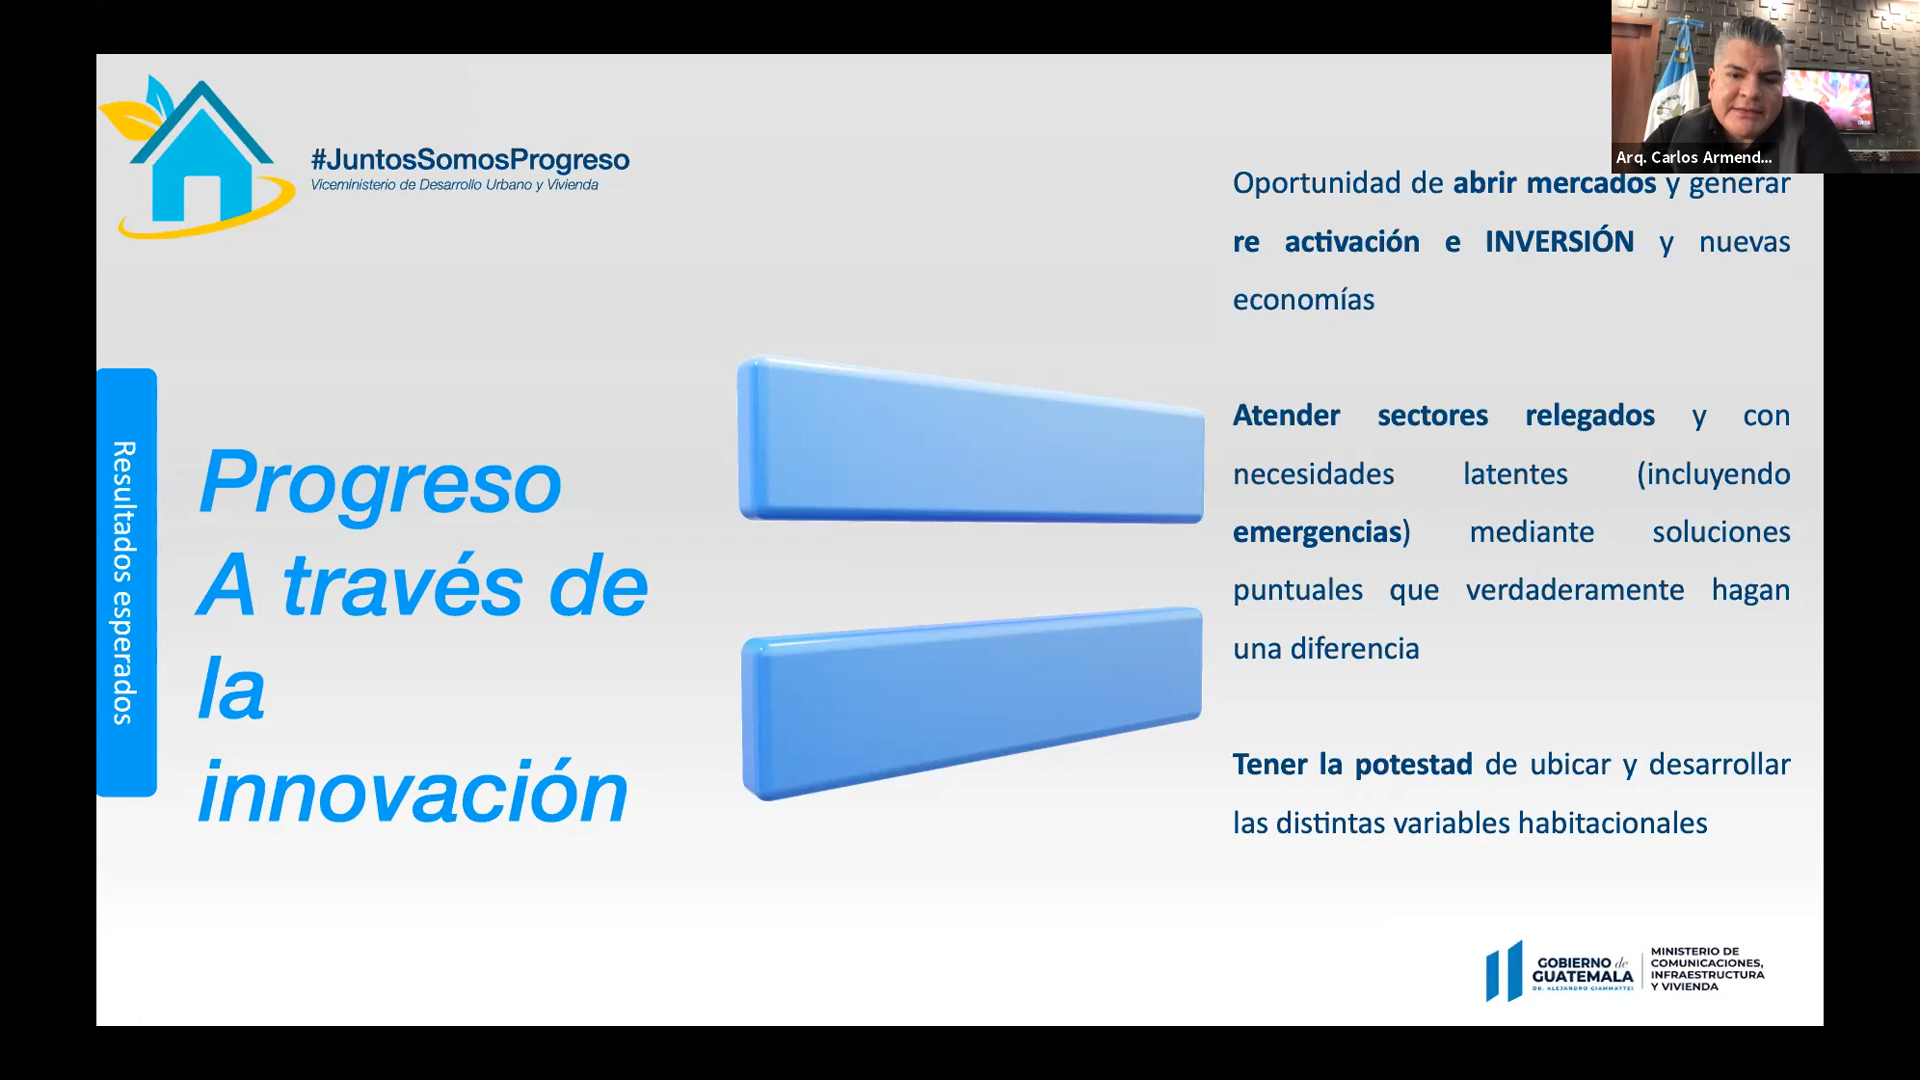 #JuntosSomosProgreso
Viceministerio de Desarrollo Urbano y Vivienda
Resultados esperados
Progreso
A través de
la
innovación
Arq. Carlos Armend...
Oportunidad de abrir mercados y generar
re activación e INVERSIÓN y nuevas
economías
Atender sectores relegados y con
necesidades latentes (incluyendo
emergencias) mediante soluciones
puntuales que verdaderamente hagan
una diferencia
Tener la potestad de ubicar y desarrollar
las distintas variables habitacionales
GOBIERNO de
GUATEMALA
DR. ALEJANDRO GIAMMATTEI
MINISTERIO DE
COMUNICACIONES,
INFRAESTRUCTURA
Y VIVIENDA